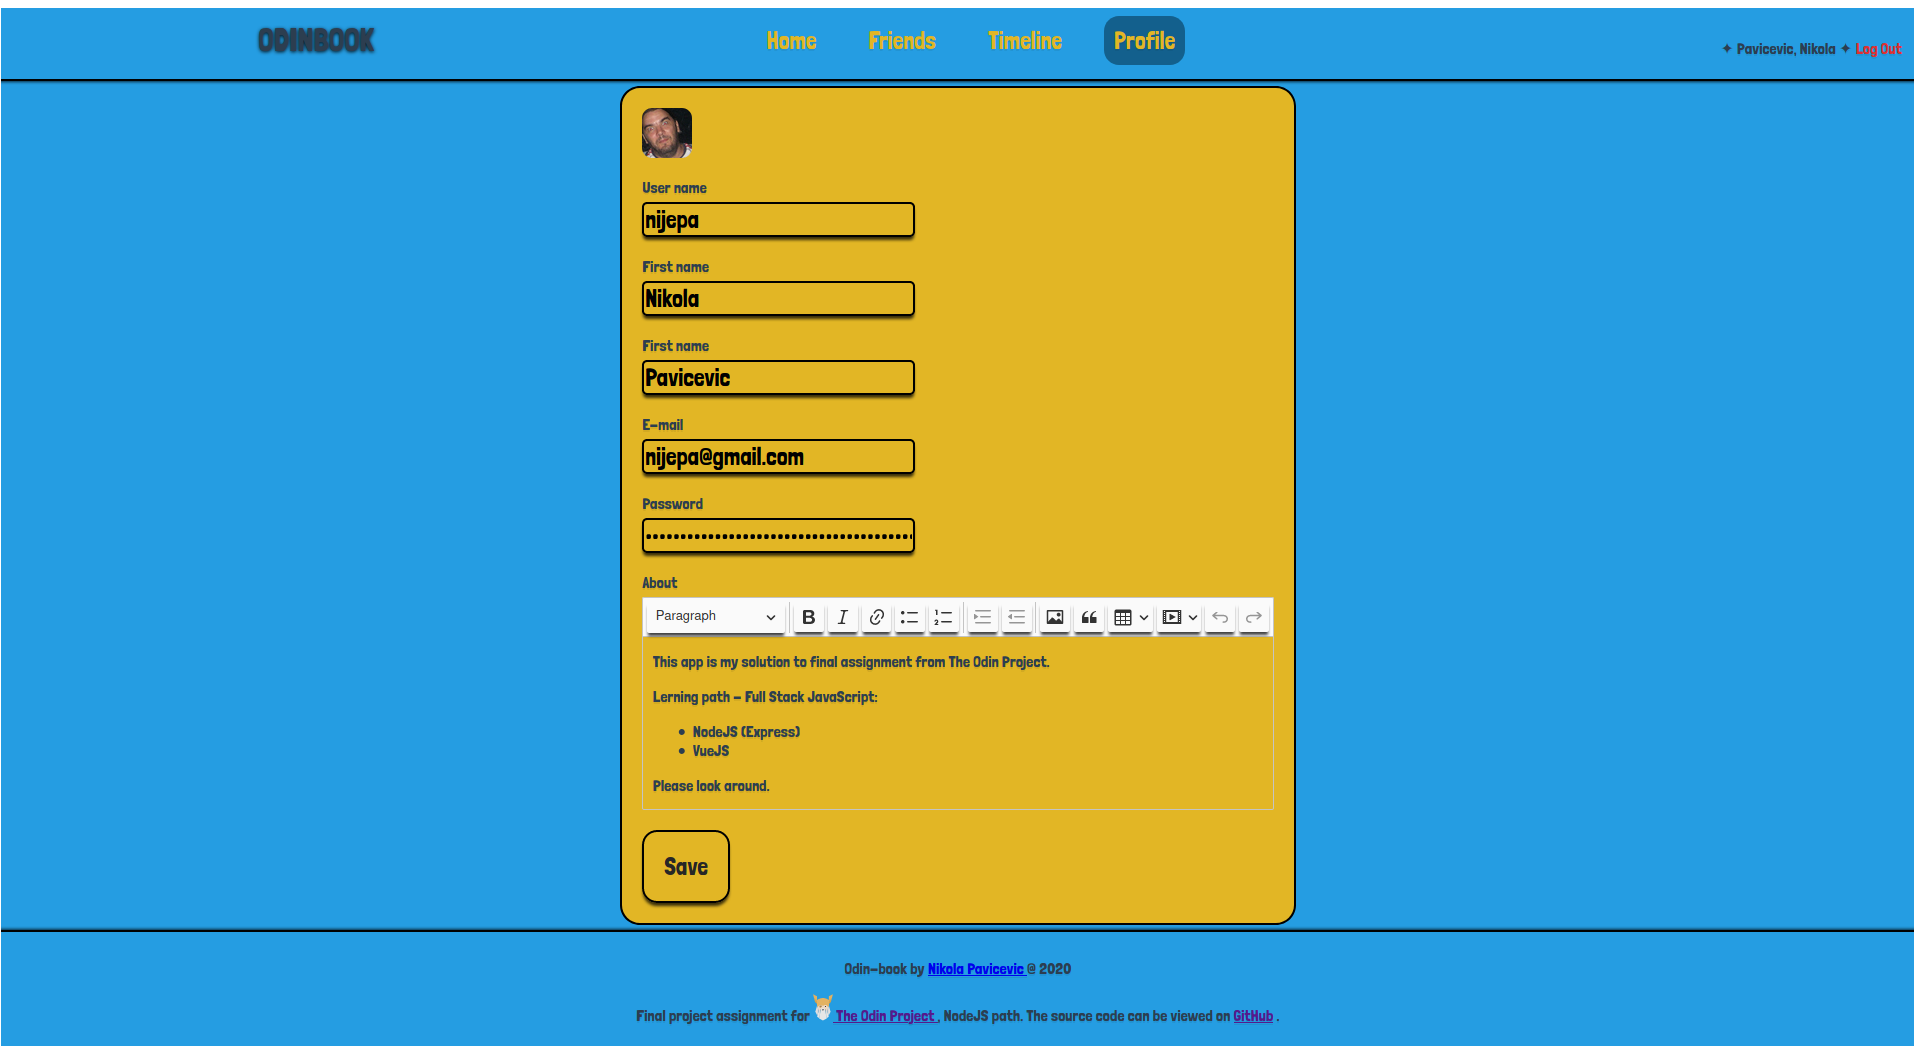 ODINBOOK
Home Friends Timeline Profile
✦ Pavicevic, Nikola ✦ Log Out
User name
nijepa
First name
Nikola
First name
Pavicevic
E-mail
nijepa@gmail.com
Password
About
Paragraph
This app is my solution to final assignment from The Odin Project.
Lerning path - Full Stack JavaScript:
• NodeJS (Express)
• VueJS
Please look around.
Save
Odin-book by Nikola Pavicevic @ 2020
Final project assignment for The Odin Project , NodeJS path. The source code can be viewed on GitHub .